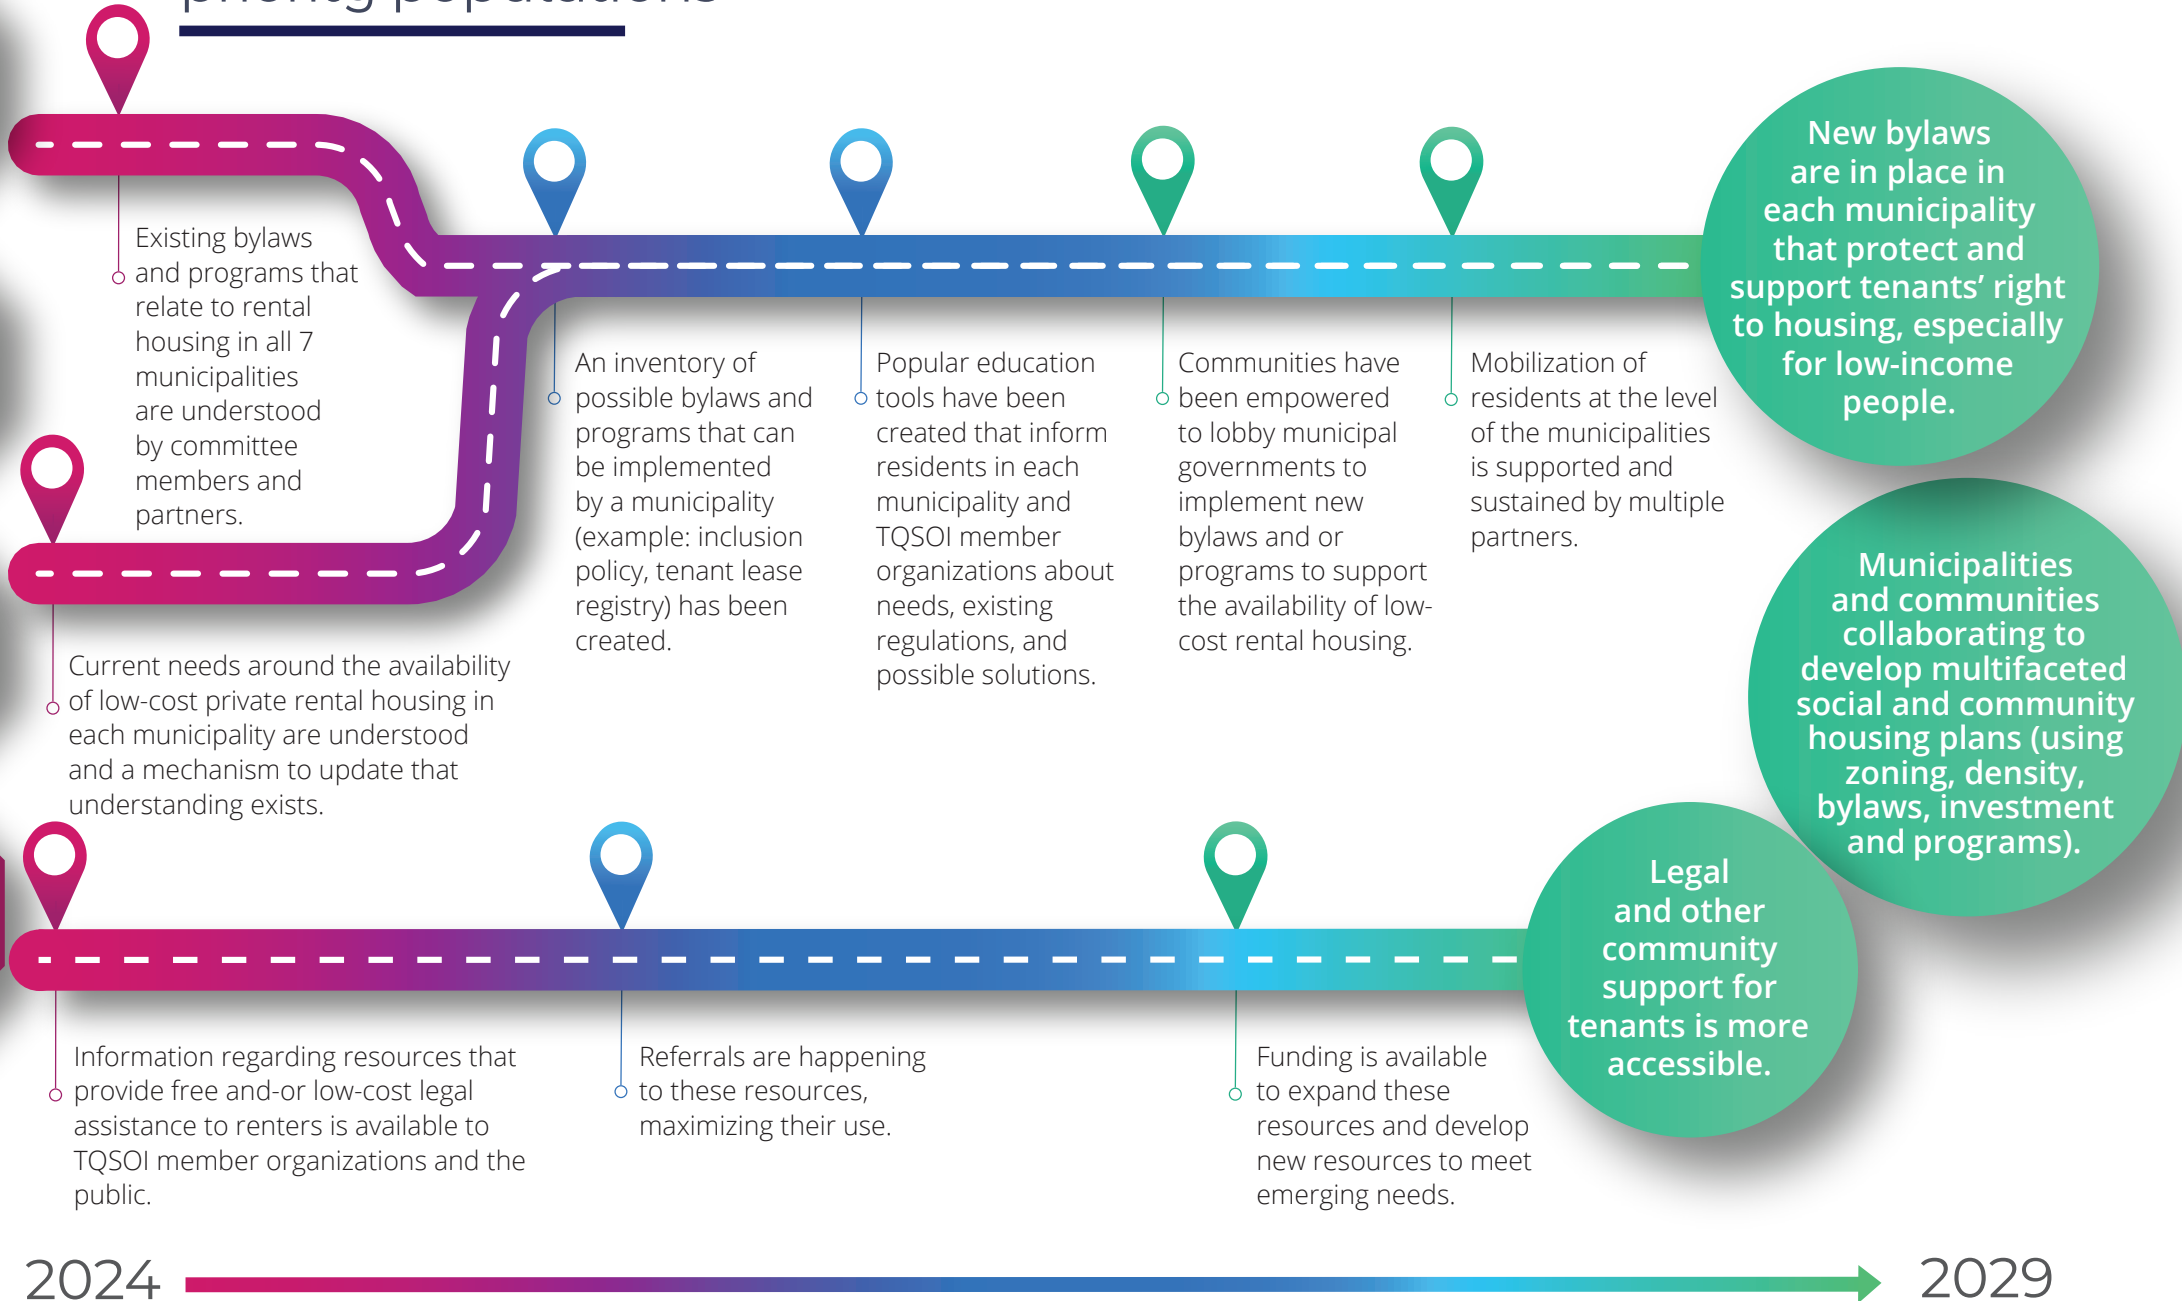 priority populations
Existing bylaws
and programs that
relate to rental
housing in all 7
municipalities
are understood
by committee
members and
partners.
An inventory of
possible bylaws and
programs that can
be implemented
by a municipality
(example: inclusion
policy, tenant lease
registry) has been
created.
Popular education
tools have been
created that inform
residents in each
municipality and
TQSOI member
organizations about
needs, existing
regulations, and
possible solutions.
Communities have
been empowered
to lobby municipal
governments to
implement new
bylaws and or
programs to support
the availability of low-
cost rental housing.
Mobilization of
residents at the level
of the municipalities
is supported and
sustained by multiple
partners.
New bylaws
are in place in
each municipality
that protect and
support tenants’ right
to housing, especially
for low-income
people.
Current needs around the availability
of low-cost private rental housing in
each municipality are understood
and a mechanism to update that
understanding exists.
Municipalities
and communities
collaborating to
develop multifaceted
social and community
housing plans (using
zoning, density,
bylaws, investment
and programs).
Information regarding resources that
provide free and-or low-cost legal
assistance to renters is available to
TQSOI member organizations and the
public.
Referrals are happening
to these resources,
maximizing their use.
Funding is available
to expand these
resources and develop
new resources to meet
emerging needs.
Legal
and other
community
support for
tenants is more
accessible.
2024
2029